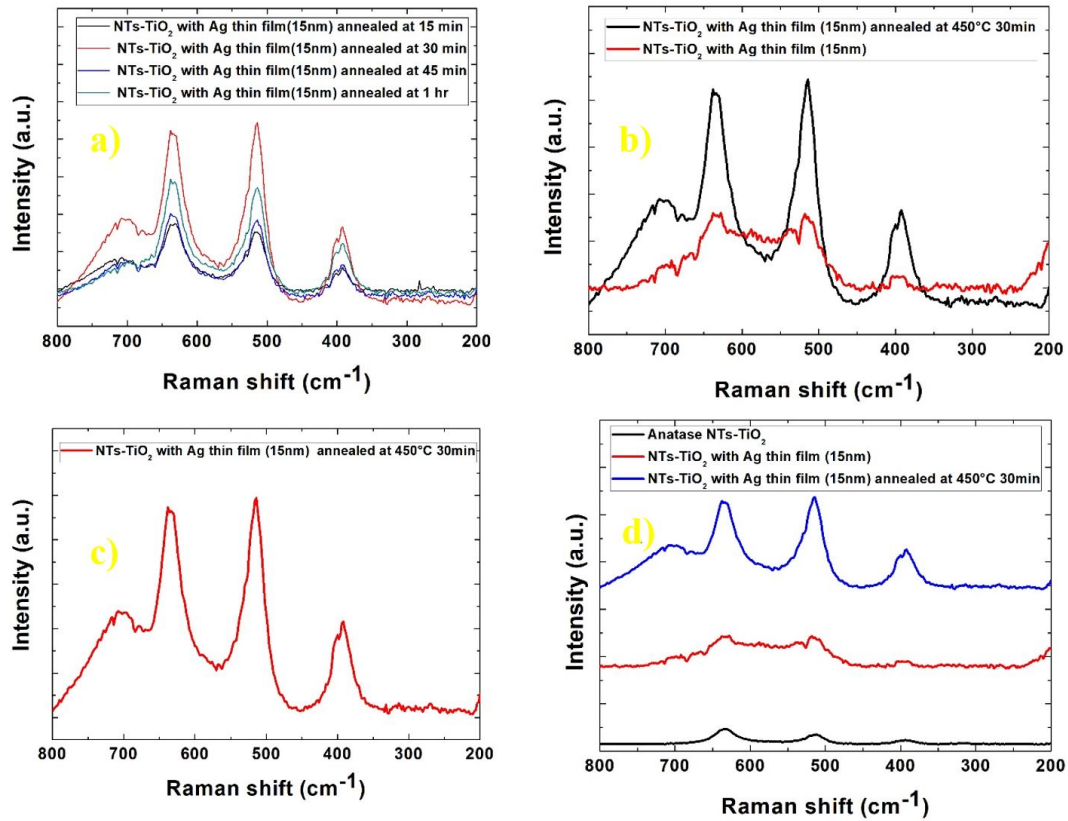 NTs-TiO₂ with Ag thin film(15nm) annealed at 15 min
NTs-TiO₂ with Ag thin film(15nm) annealed at 30 min
NTs-TiO₂ with Ag thin film(15nm) annealed at 45 min
NTs-TiO₂ with Ag thin film(15nm) annealed at 1 hr
a)
Intensity (a.u.)
800 700 600 500 400 300 200
Raman shift (cm⁻¹)
NTs-TiO₂ with Ag thin film (15nm) annealed at 450°C 30min
NTs-TiO₂ with Ag thin film (15nm)
b)
Intensity (a.u.)
800 700 600 500 400 300 200
Raman shift (cm⁻¹)
NTs-TiO₂ with Ag thin film (15nm) annealed at 450°C 30min
c)
Intensity (a.u.)
800 700 600 500 400 300 200
Raman shift (cm⁻¹)
Anatase NTs-TiO₂
NTs-TiO₂ with Ag thin film (15nm)
NTs-TiO₂ with Ag thin film (15nm) annealed at 450°C 30min
d)
Intensity (a.u.)
800 700 600 500 400 300 200
Raman shift (cm⁻¹)